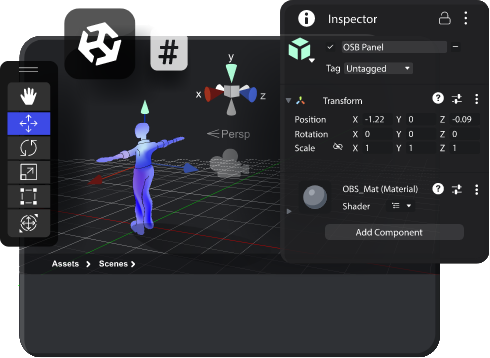 Inspector
#
OSB Panel
Tag Untagged
y
x
z
Persp
Transform
Position X -1.22 Y 0 Z -0.09
Rotation X 0 Y 0 Z 0
Scale X 1 Y 1 Z 1
OBS_Mat (Material)
Shader
Add Component
Assets > Scenes >